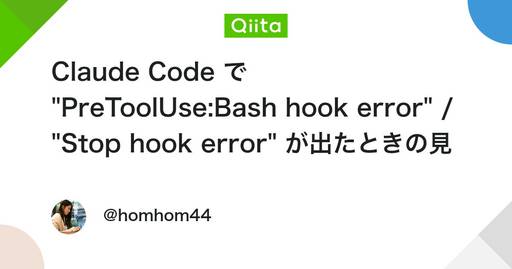 Qiita
Claude Code で
"PreToolUse:Bash hook error" /
"Stop hook error" が出たときの見
@homhom44